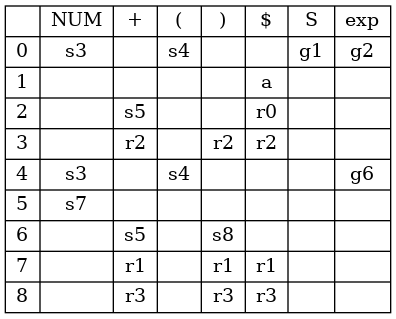 NUM + ( ) $ S exp
0 s3 s4 g1 g2
1 a
2 s5 r0
3 r2 r2 r2
4 s3 s4 g6
5 s7
6 s5 s8
7 r1 r1 r1
8 r3 r3 r3